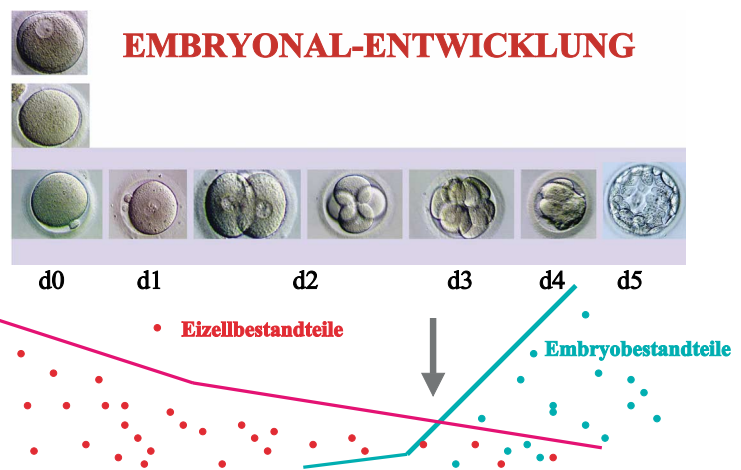 EMBRYONAL-ENTWICKLUNG
d0 d1 d2 d3 d4 d5
Eizellbestandteile
Embryobestandteile